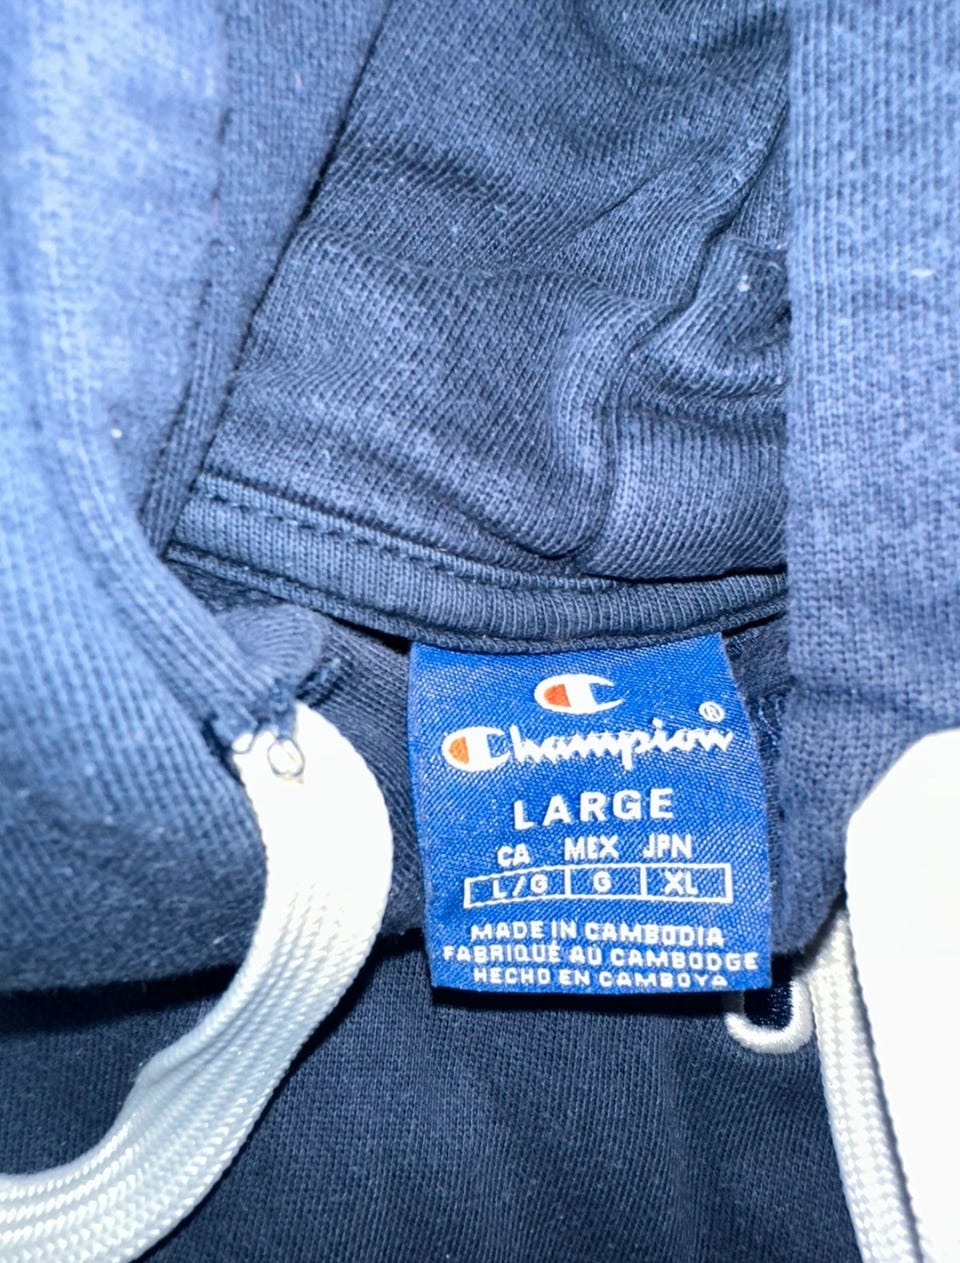 Champion®
LARGE
CA MEX JPN
L/G G XL
MADE IN CAMBODIA
FABRIQUÉ AU CAMBODGE
HECHO EN CAMBOYA